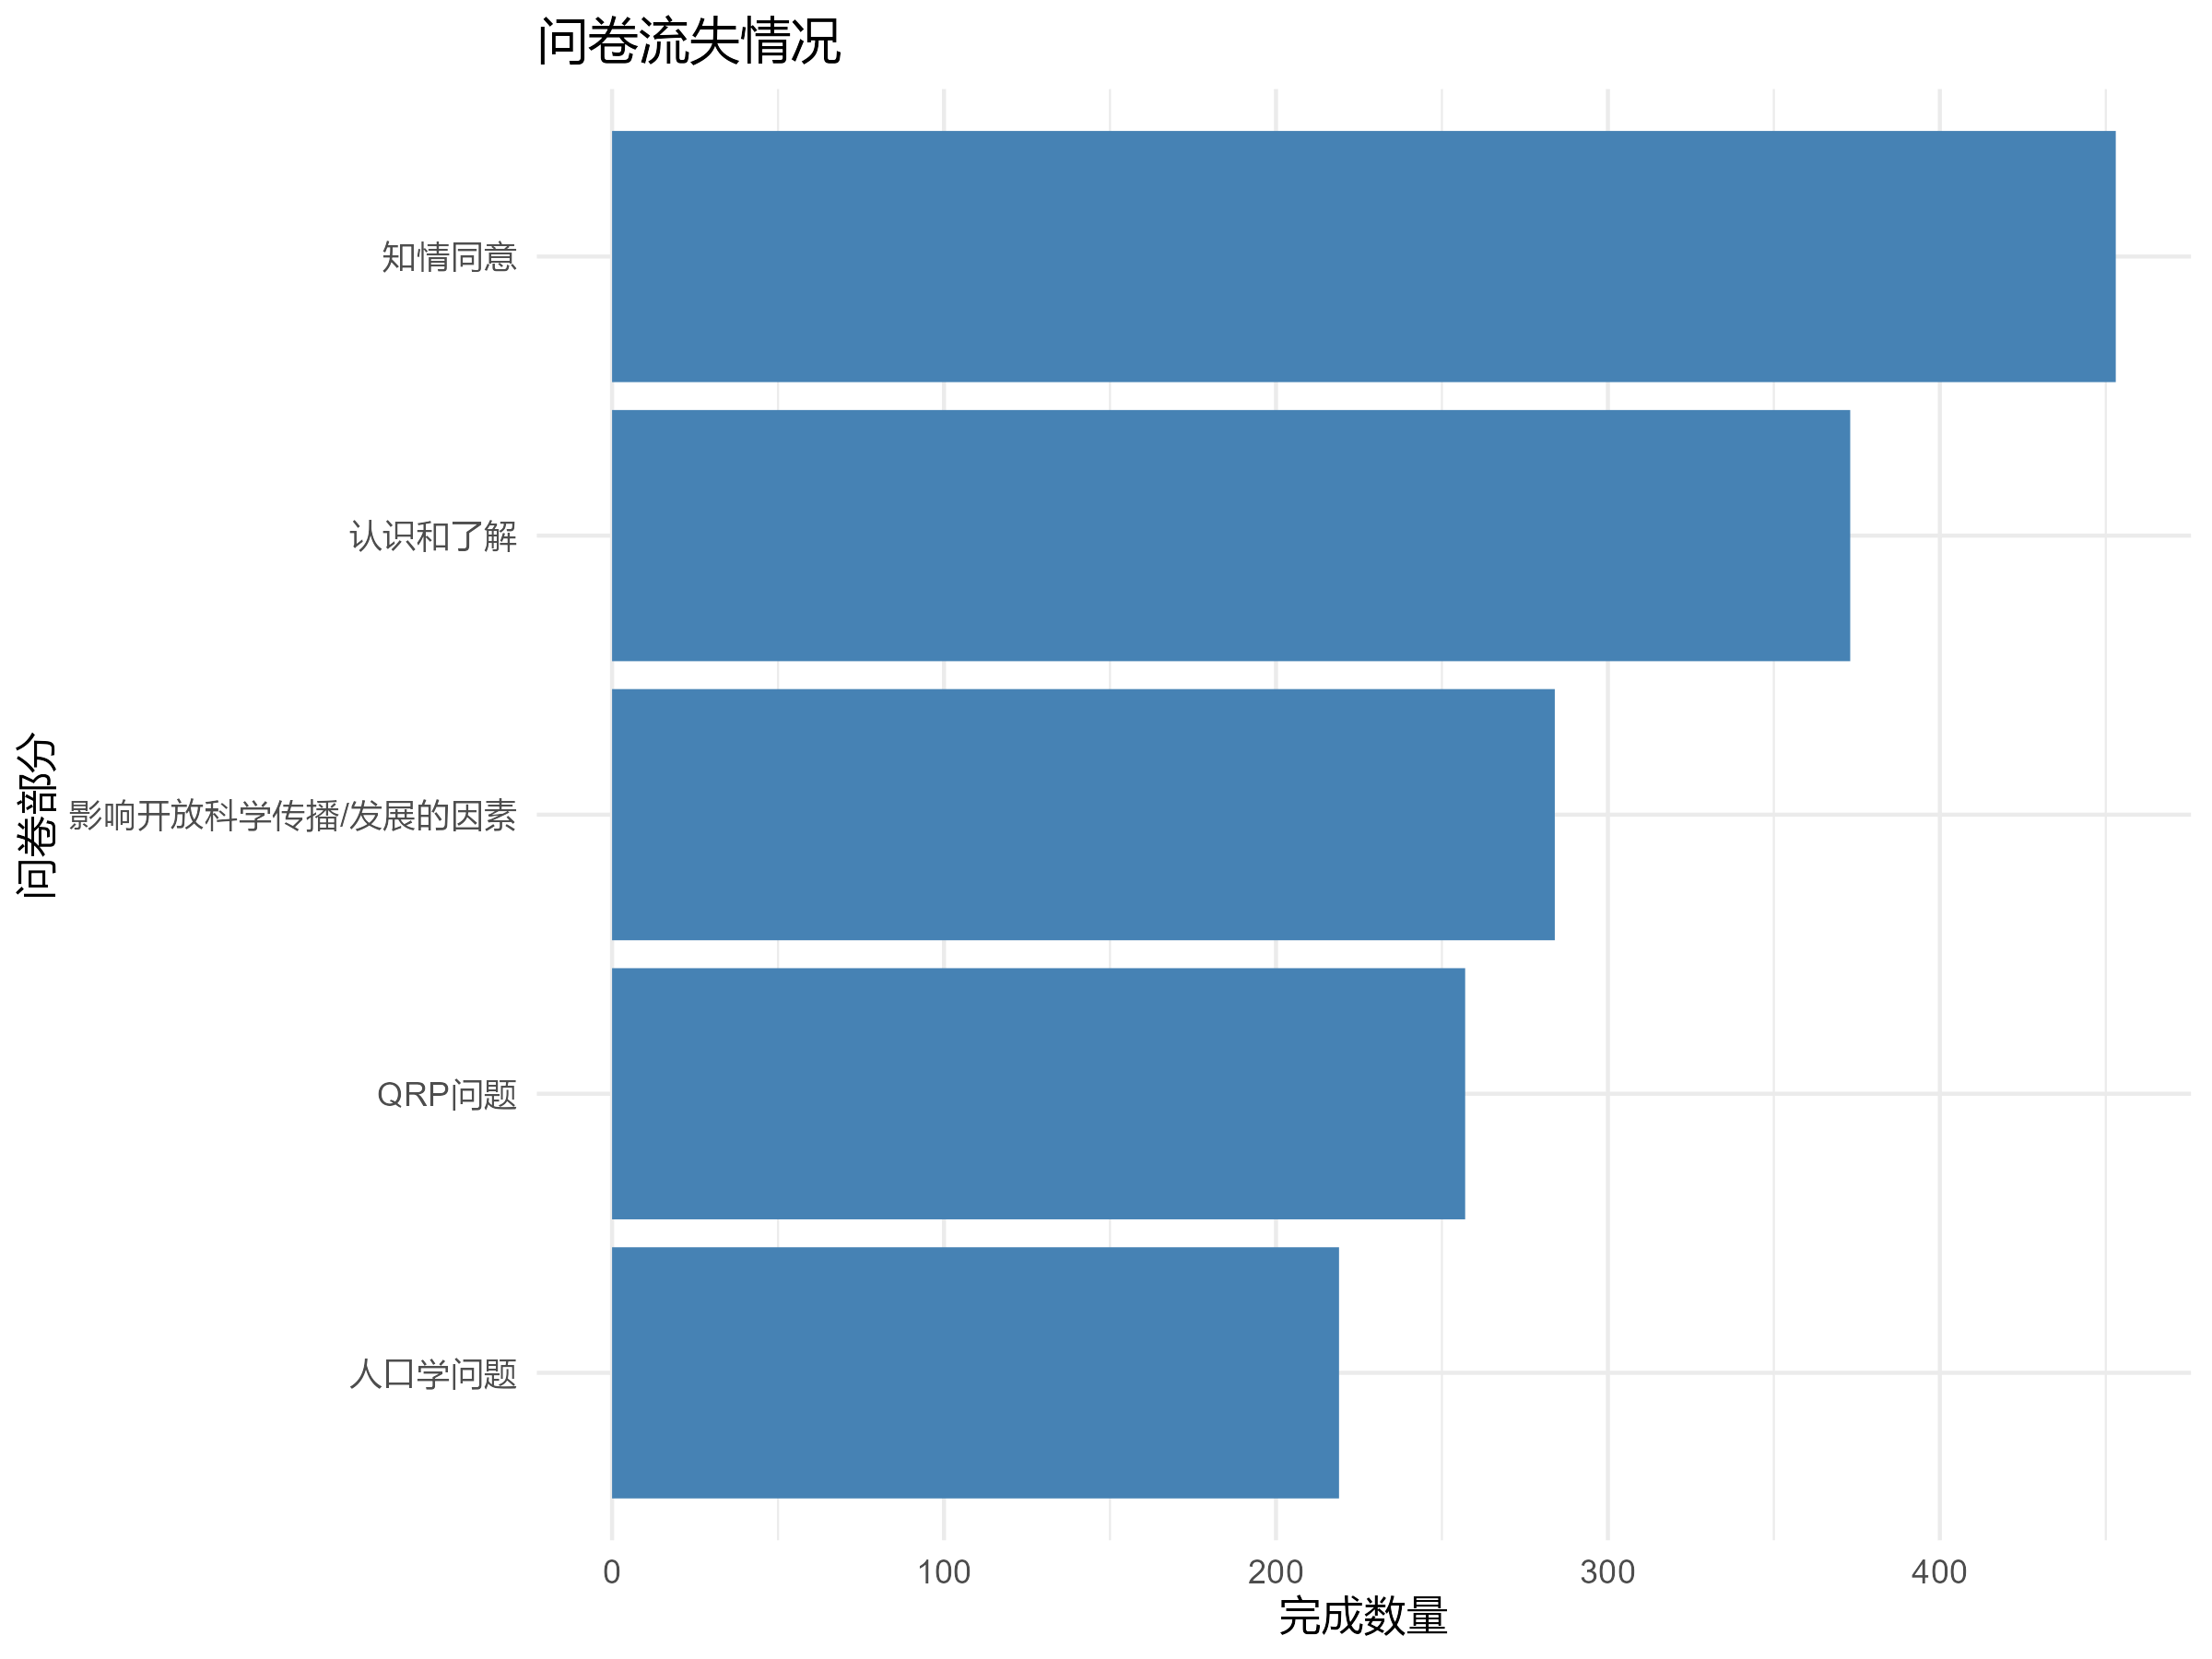 问卷流失情况
问卷部分
知情同意
认识和了解
影响开放科学传播/发展的因素
QRP问题
人口学问题
0 100 200 300 400
完成数量